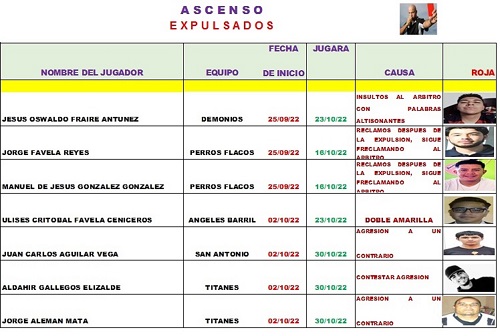 ASCENSO
EXPULSADOS
NOMBRE DEL JUGADOR EQUIPO FECHA DE INICIO JUGARA CAUSA ROJA
JESUS OSWALDO FRAIRE ANTUNEZ DEMONIOS 25/09/22 23/10/22 INSULTOS AL ARBITRO
CON PALABRAS
ALTISONANTES
JORGE FAVELA REYES PERROS FLACOS 25/09/22 16/10/22 RECLAMOS DESPUES DE
LA EXPULSION, SIGUE
FRECLAMANDO AL
ARBITRO
MANUEL DE JESUS GONZALEZ GONZALEZ PERROS FLACOS 25/09/22 16/10/22 RECLAMOS DESPUES DE
LA EXPULSION, SIGUE
FRECLAMANDO AL
ARBITRO
ULISES CRITOBAL FAVELA CENICEROS ANGELES BARRIL 02/10/22 23/10/22 DOBLE AMARILLA
JUAN CARLOS AGUILAR VEGA SAN ANTONIO 02/10/22 30/10/22 AGRESION A UN
CONTRARIO
ALDAHIR GALLEGOS ELIZALDE TITANES 02/10/22 30/10/22 CONTESTAR AGRESION
JORGE ALEMAN MATA TITANES 02/10/22 30/10/22 AGRESION A UN
CONTRARIO